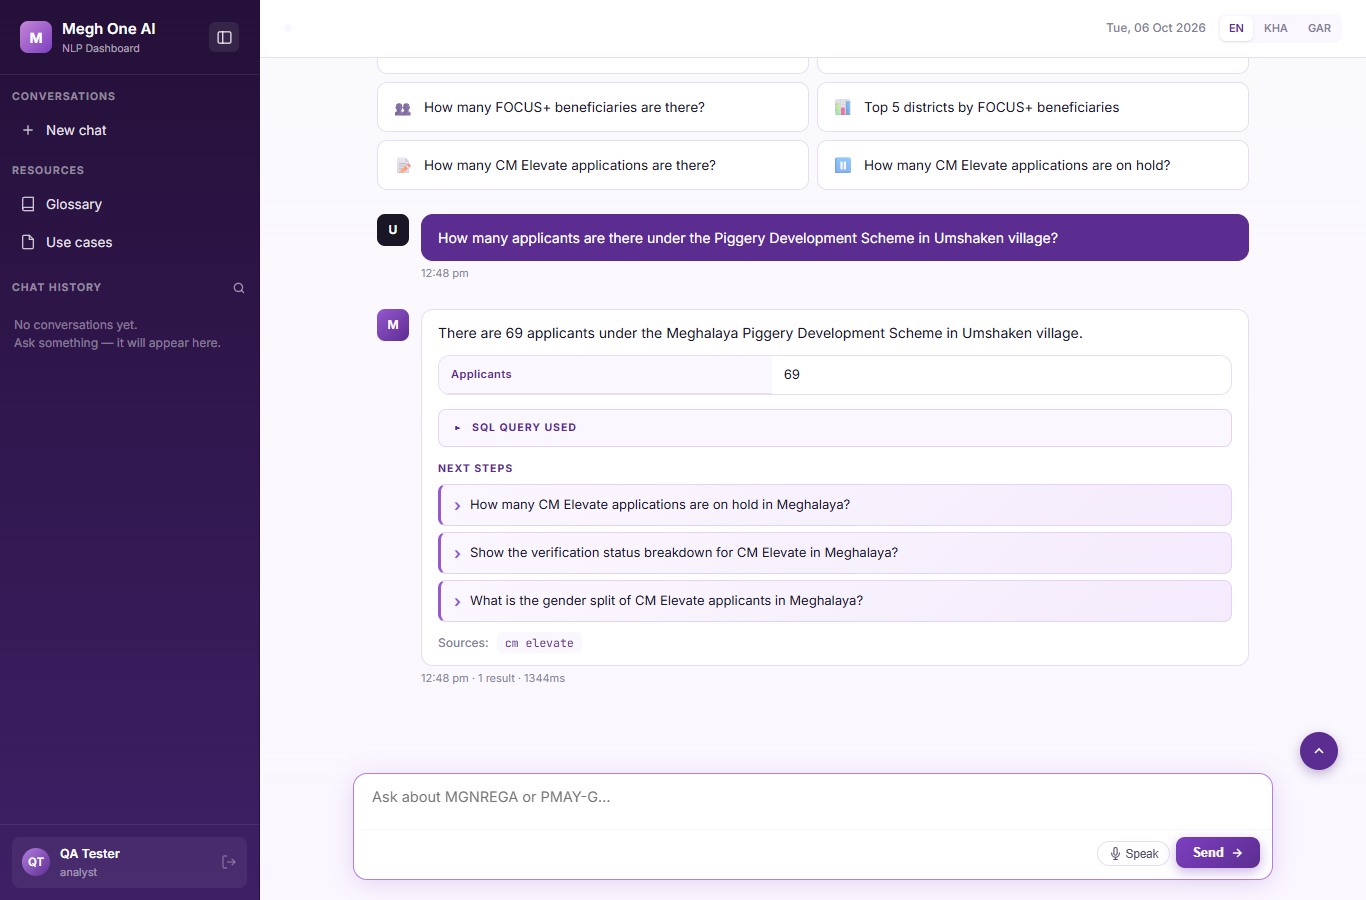 M
Megh One AI
NLP Dashboard
CONVERSATIONS
+ New chat
RESOURCES
Glossary
Use cases
CHAT HISTORY
No conversations yet.
Ask something — it will appear here.
QT
QA Tester
analyst
Tue, 06 Oct 2026
EN KHA GAR
How many FOCUS+ beneficiaries are there?
Top 5 districts by FOCUS+ beneficiaries
How many CM Elevate applications are there?
How many CM Elevate applications are on hold?
U
How many applicants are there under the Piggery Development Scheme in Umshaken village?
12:48 pm
M
There are 69 applicants under the Meghalaya Piggery Development Scheme in Umshaken village.
Applicants 69
SQL QUERY USED
NEXT STEPS
How many CM Elevate applications are on hold in Meghalaya?
Show the verification status breakdown for CM Elevate in Meghalaya?
What is the gender split of CM Elevate applicants in Meghalaya?
Sources: cm elevate
12:48 pm · 1 result · 1344ms
Ask about MGNREGA or PMAY-G...
Speak
Send →